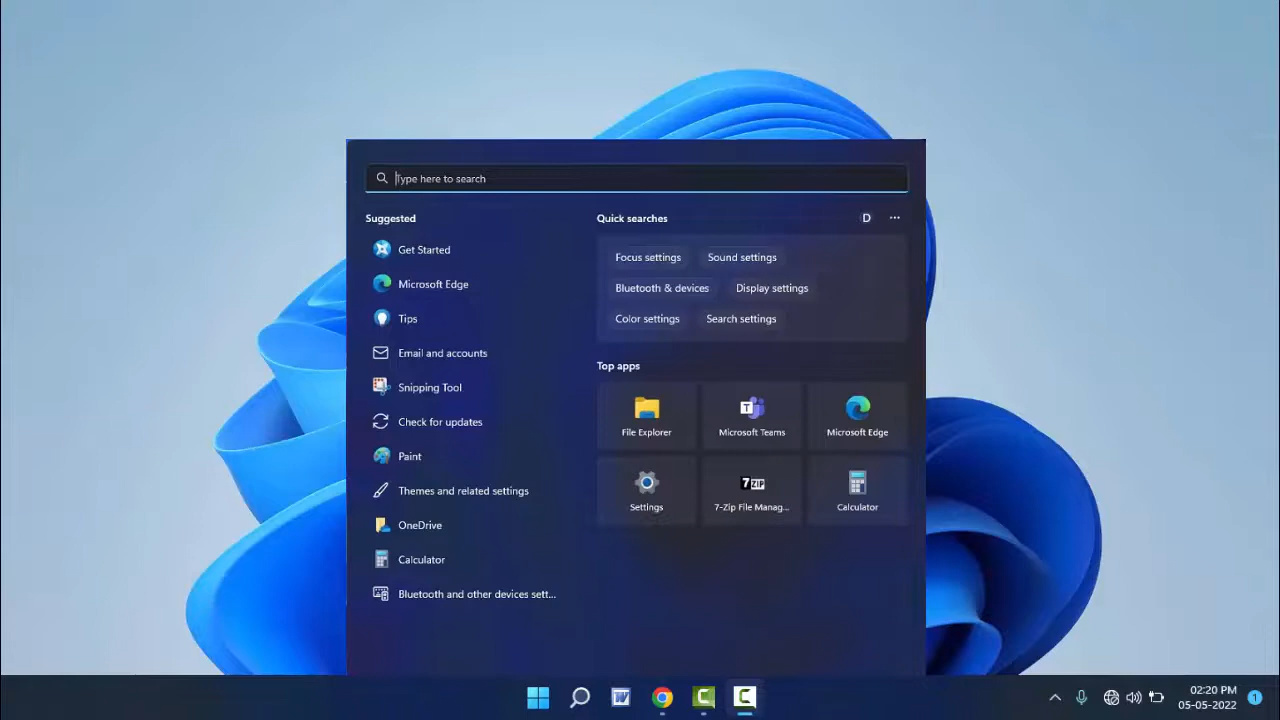 Type here to search
Suggested
Get Started
Microsoft Edge
Tips
Email and accounts
Snipping Tool
Check for updates
Paint
Themes and related settings
OneDrive
Calculator
Bluetooth and other devices sett...
Quick searches
D ...
Focus settings Sound settings
Bluetooth & devices Display settings
Color settings Search settings
Top apps
File Explorer Microsoft Teams Microsoft Edge
7 ZIP
Settings 7-Zip File Manag... Calculator
02:20 PM
05-05-2022
1